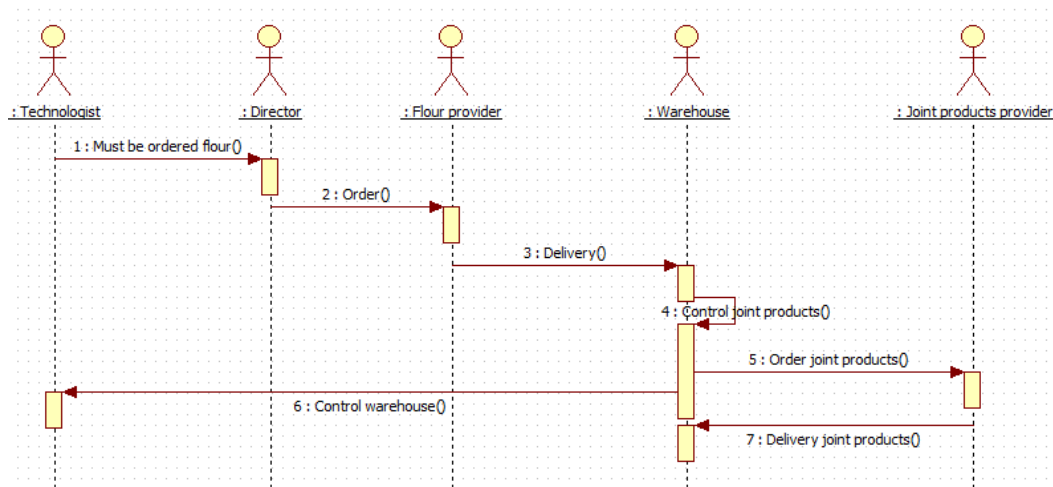 : Technologist
: Director
: Flour provider
: Warehouse
: Joint products provider
1 : Must be ordered flour()
2 : Order()
3 : Delivery()
4 : Control joint products()
5 : Order joint products()
6 : Control warehouse()
7 : Delivery joint products()